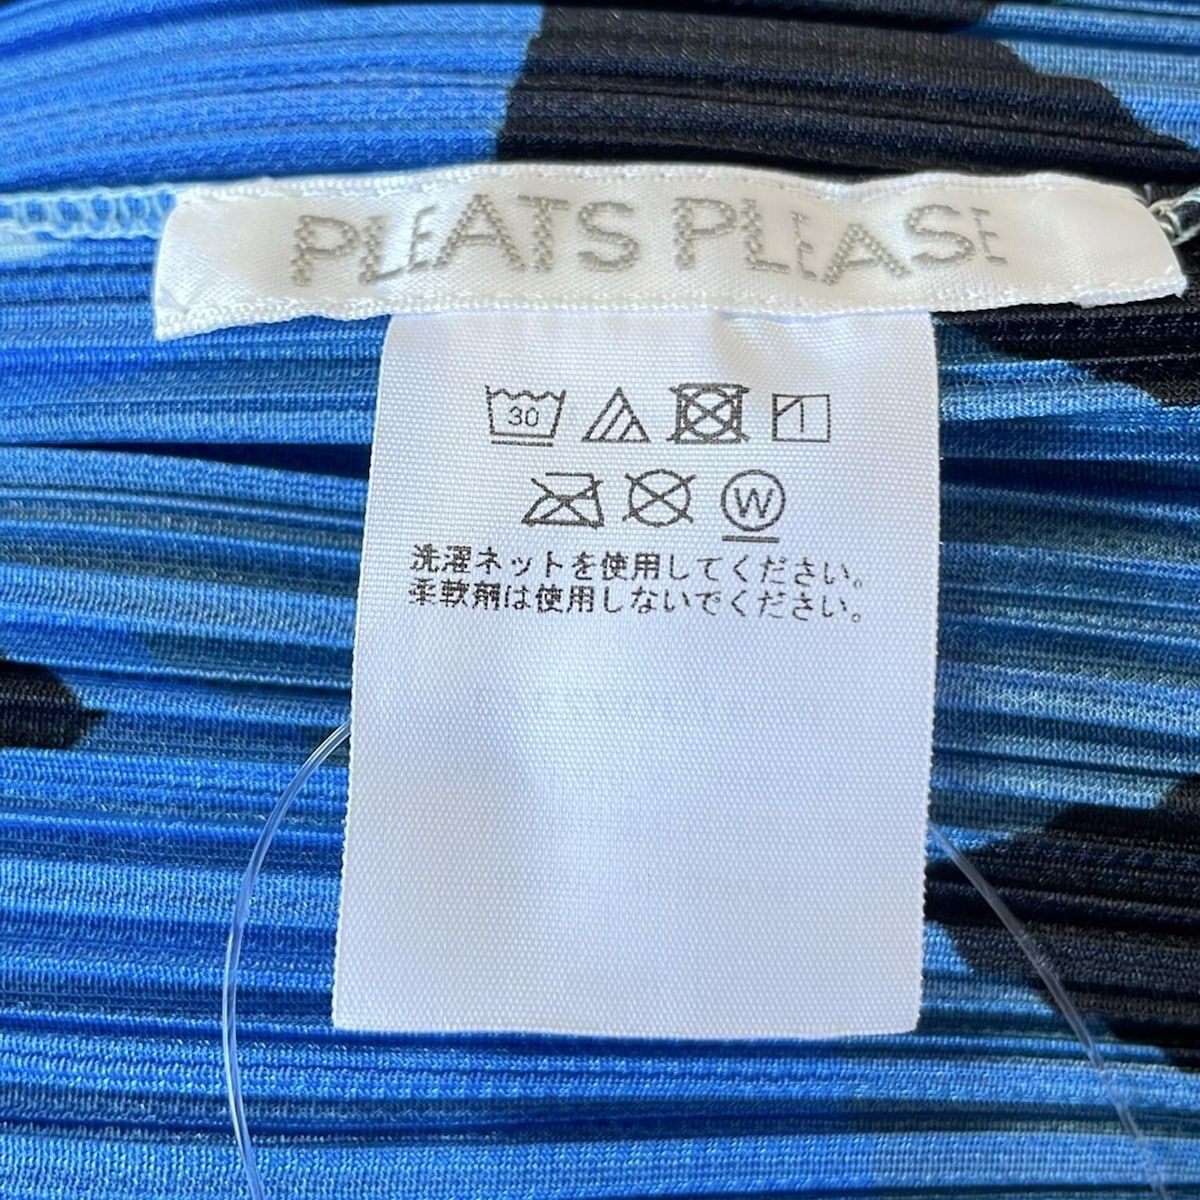 PLEATS PLEASE
30
W
洗濯ネットを使用してください。
柔軟剤は使用しないでください。